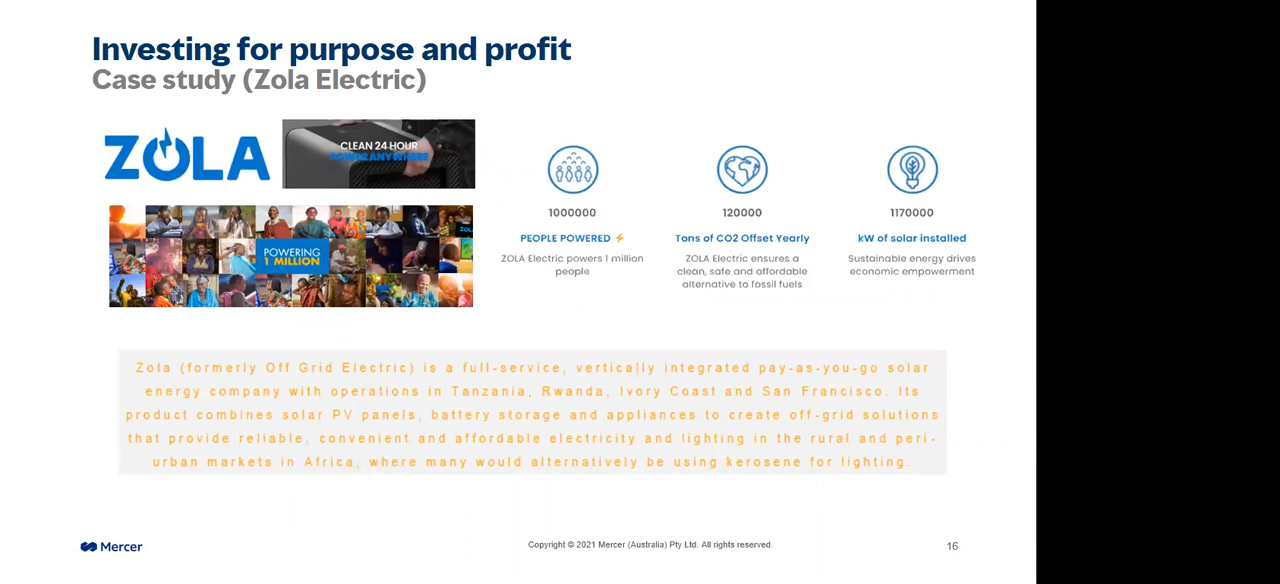 Investing for purpose and profit
Case study (Zola Electric)
ZOLA
CLEAN 24 HOUR
POWER ANYWHERE
POWERING
1 MILLION
1000000
PEOPLE POWERED ⚡
ZOLA Electric powers 1 million
people
120000
Tons of CO2 Offset Yearly
ZOLA Electric ensures a
clean, safe and affordable
alternative to fossil fuels
1170000
kW of solar installed
Sustainable energy drives
economic empowerment
Zola (formerly Off Grid Electric) is a full-service, vertically integrated pay-as-you-go solar
energy company with operations in Tanzania, Rwanda, Ivory Coast and San Francisco. Its
product combines solar PV panels, battery storage and appliances to create off-grid solutions
that provide reliable, convenient and affordable electricity and lighting in the rural and peri-
urban markets in Africa, where many would alternatively be using kerosene for lighting.
Mercer
Copyright © 2021 Mercer (Australia) Pty Ltd. All rights reserved.
16